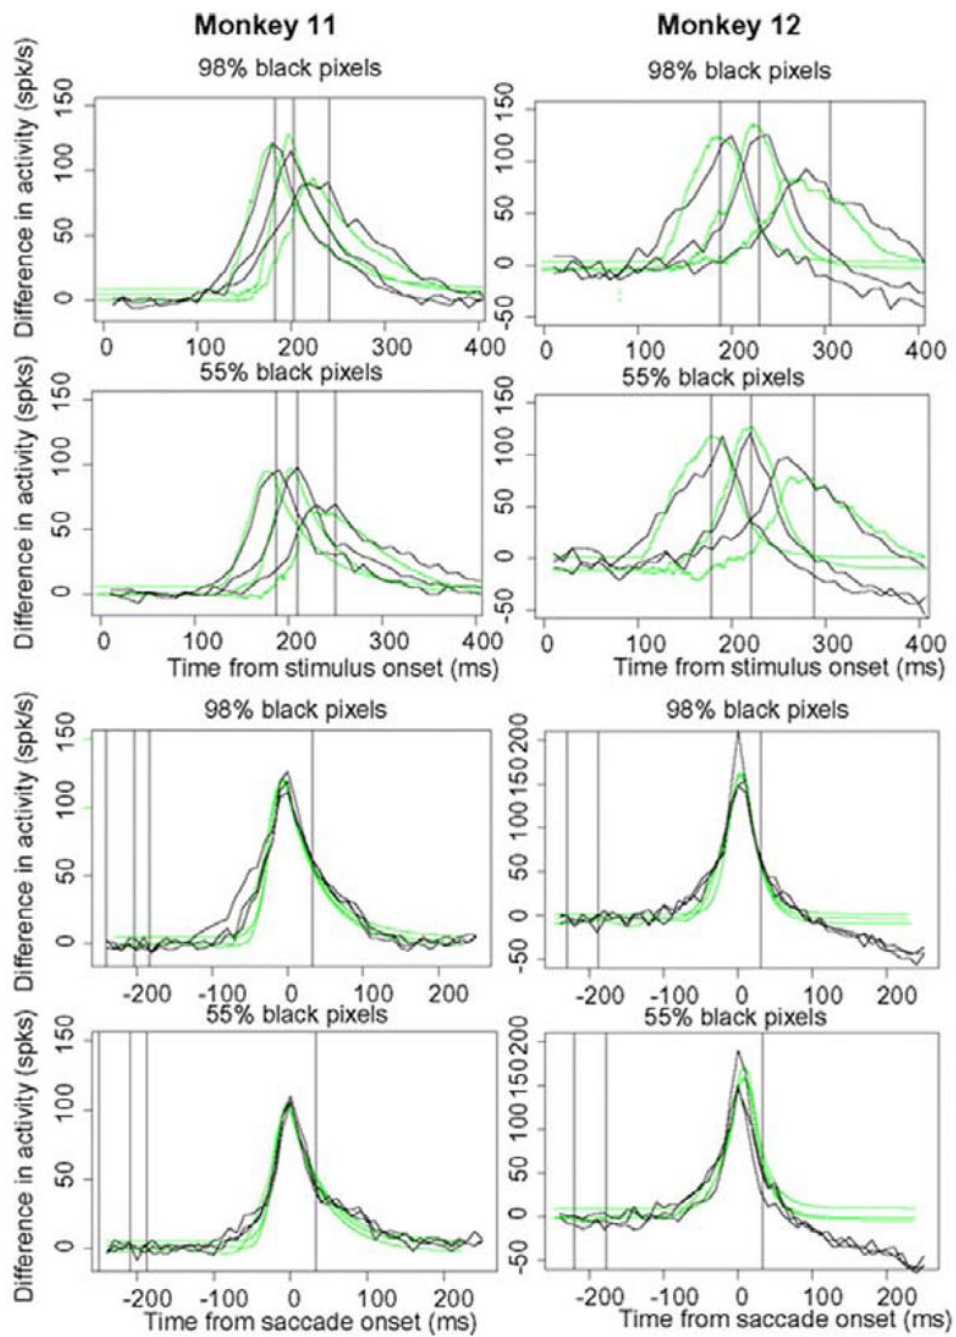 Monkey 11
Monkey 12
98% black pixels
98% black pixels
Difference in activity (spk/s)
150
100
50
0
150
100
50
0
-50
0 100 200 300 400
0 100 200 300 400
55% black pixels
55% black pixels
Difference in activity (spks)
150
100
50
0
150
100
50
0
-50
0 100 200 300 400
0 100 200 300 400
Time from stimulus onset (ms)
Time from stimulus onset (ms)
98% black pixels
98% black pixels
Difference in activity (spk/s)
150
100
50
0
200
150
100
50
0
-50
-200 -100 0 100 200
-200 -100 0 100 200
55% black pixels
55% black pixels
Difference in activity (spks)
150
100
50
0
200
150
100
50
0
-50
-200 -100 0 100 200
-200 -100 0 100 200
Time from saccade onset (ms)
Time from saccade onset (ms)